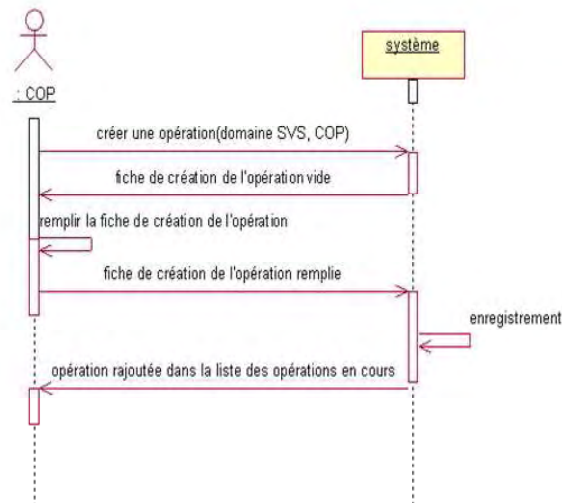 système
: COP
créer une opération(domaine SVS, COP)
fiche de création de l'opération vide
remplir la fiche de création de l'opération
fiche de création de l'opération remplie
enregistrement
opération rajoutée dans la liste des opérations en cours